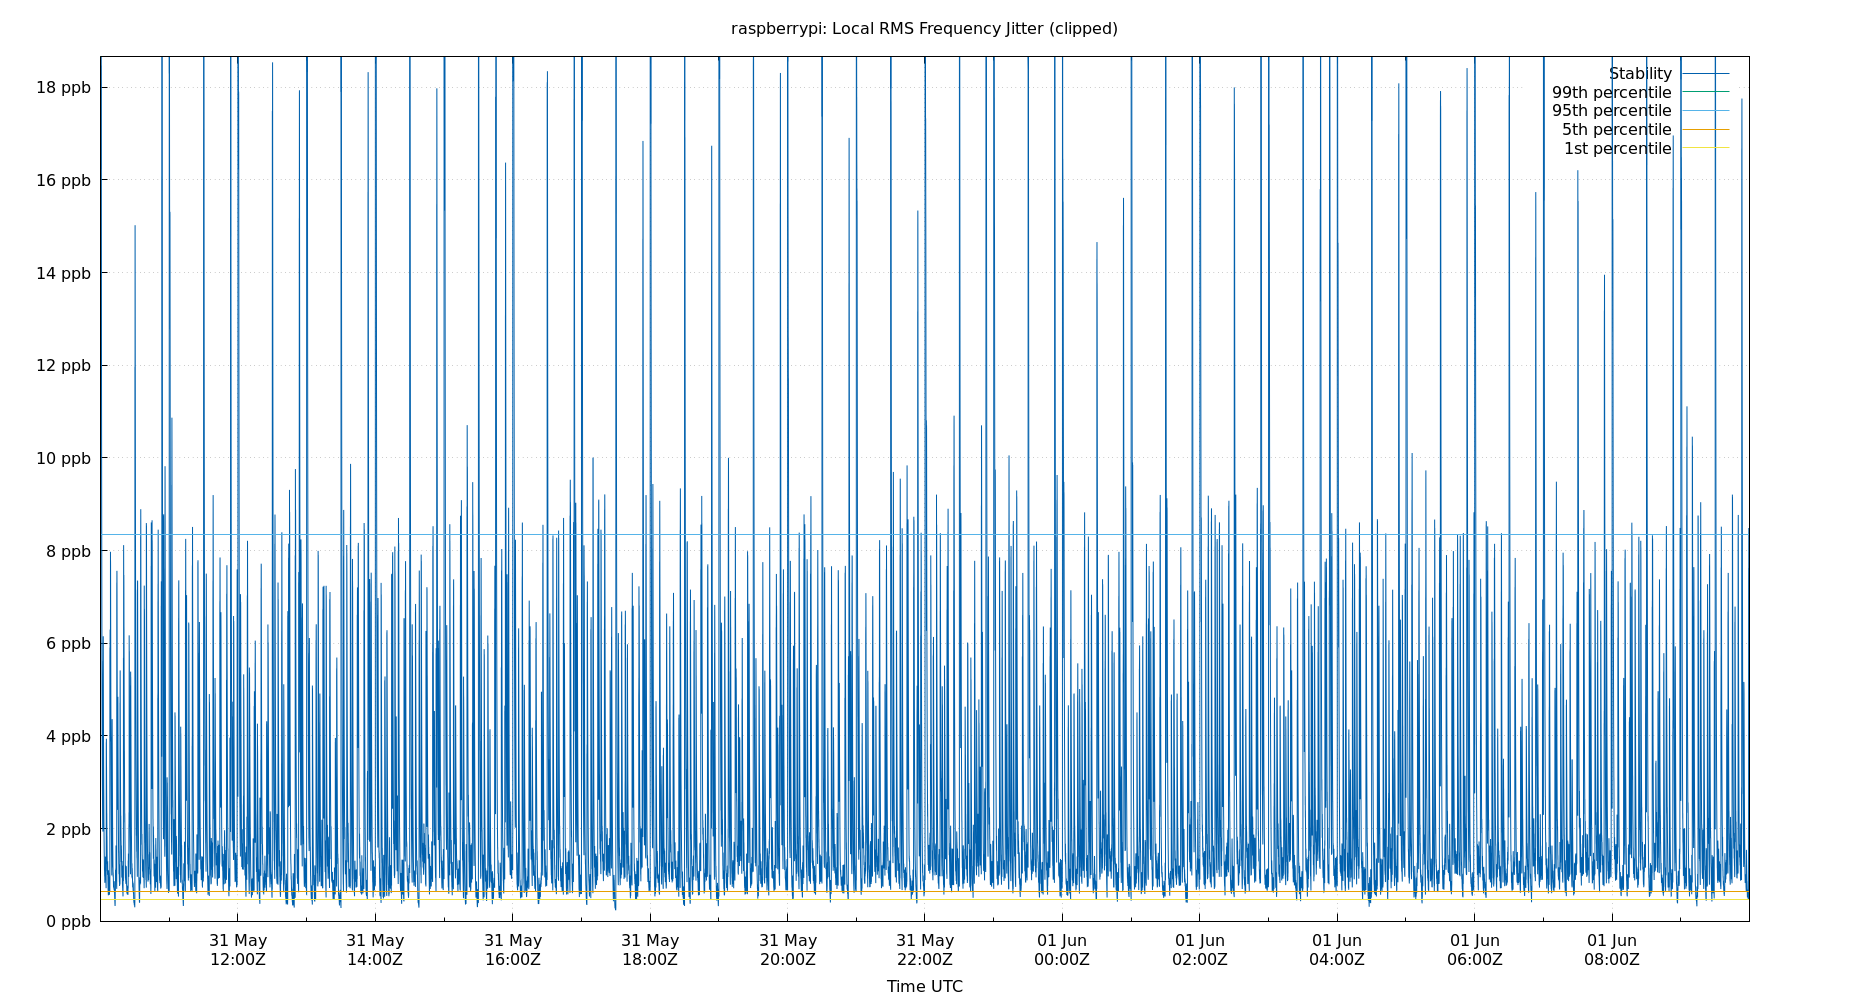 raspberrypi: Local RMS Frequency Jitter (clipped)
18 ppb
16 ppb
14 ppb
12 ppb
10 ppb
8 ppb
6 ppb
4 ppb
2 ppb
0 ppb
Stability
99th percentile
95th percentile
5th percentile
1st percentile
31 May
12:00Z
31 May
14:00Z
31 May
16:00Z
31 May
18:00Z
31 May
20:00Z
31 May
22:00Z
01 Jun
00:00Z
01 Jun
02:00Z
01 Jun
04:00Z
01 Jun
06:00Z
01 Jun
08:00Z
Time UTC